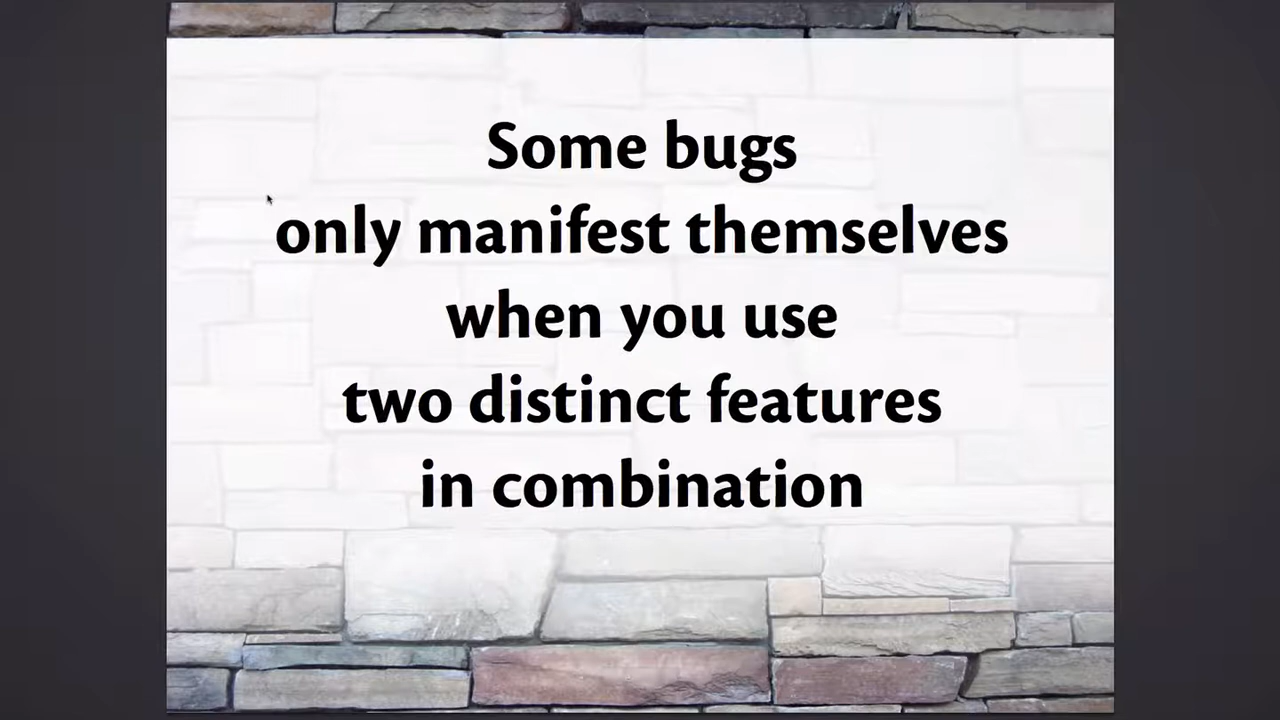 Some bugs
only manifest themselves
when you use
two distinct features
in combination